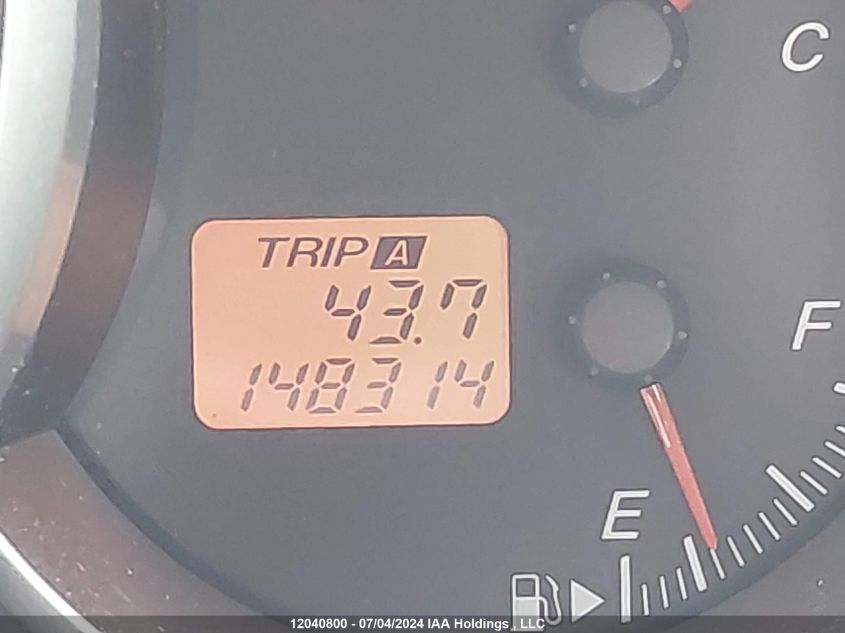 C
TRIP A
43.7
148314
F
E
12040800 - 07/04/2024 IAA Holdings, LLC